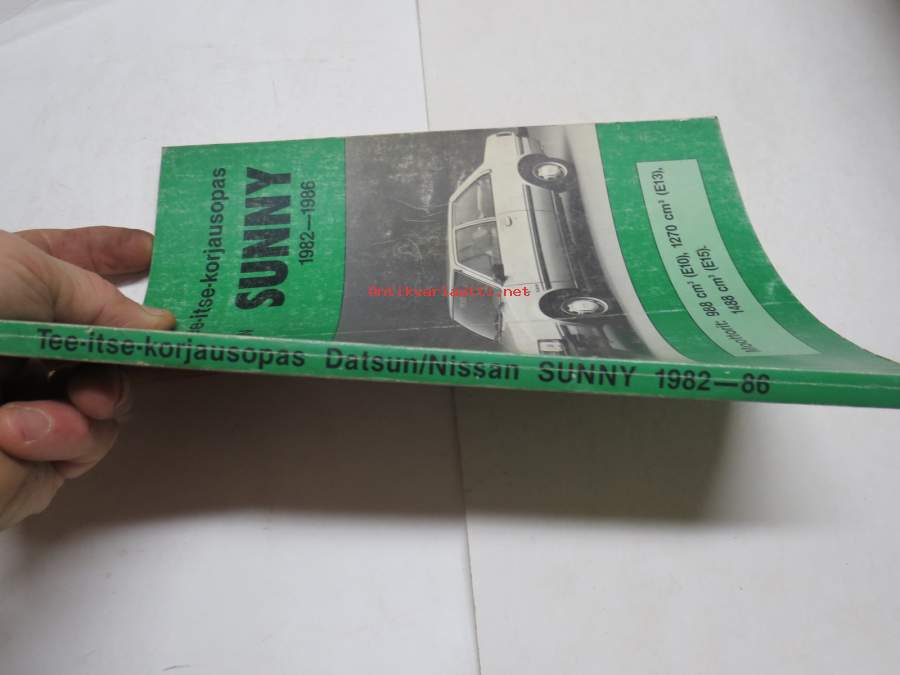 e-itse-korjausopas
SUNNY
1982—1986
Moottorit: 988 cm³ (E10), 1270 cm³ (E13),
1488 cm³ (E15).
antikvariaatti.net
Tee-itse-korjausopas Datsun/Nissan SUNNY 1982—86